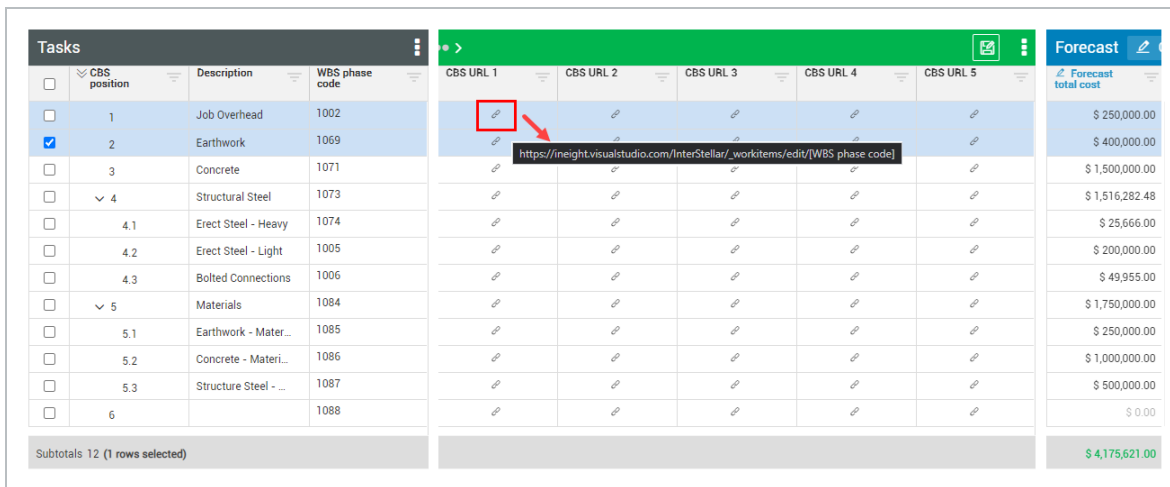 Tasks
Forecast
CBS position
Description
WBS phase code
CBS URL 1
CBS URL 2
CBS URL 3
CBS URL 4
CBS URL 5
Forecast total cost
1 Job Overhead 1002 $ 250,000.00
2 Earthwork 1069 $ 400,000.00
https://ineight.visualstudio.com/InterStellar/_workitems/edit/[WBS phase code]
3 Concrete 1071 $ 1,500,000.00
4 Structural Steel 1073 $ 1,516,282.48
4.1 Erect Steel - Heavy 1074 $ 25,666.00
4.2 Erect Steel - Light 1005 $ 200,000.00
4.3 Bolted Connections 1006 $ 49,955.00
5 Materials 1084 $ 1,750,000.00
5.1 Earthwork - Mater... 1085 $ 250,000.00
5.2 Concrete - Materi... 1086 $ 1,000,000.00
5.3 Structure Steel - ... 1087 $ 500,000.00
6 1088 $ 0.00
Subtotals 12 (1 rows selected) $ 4,175,621.00